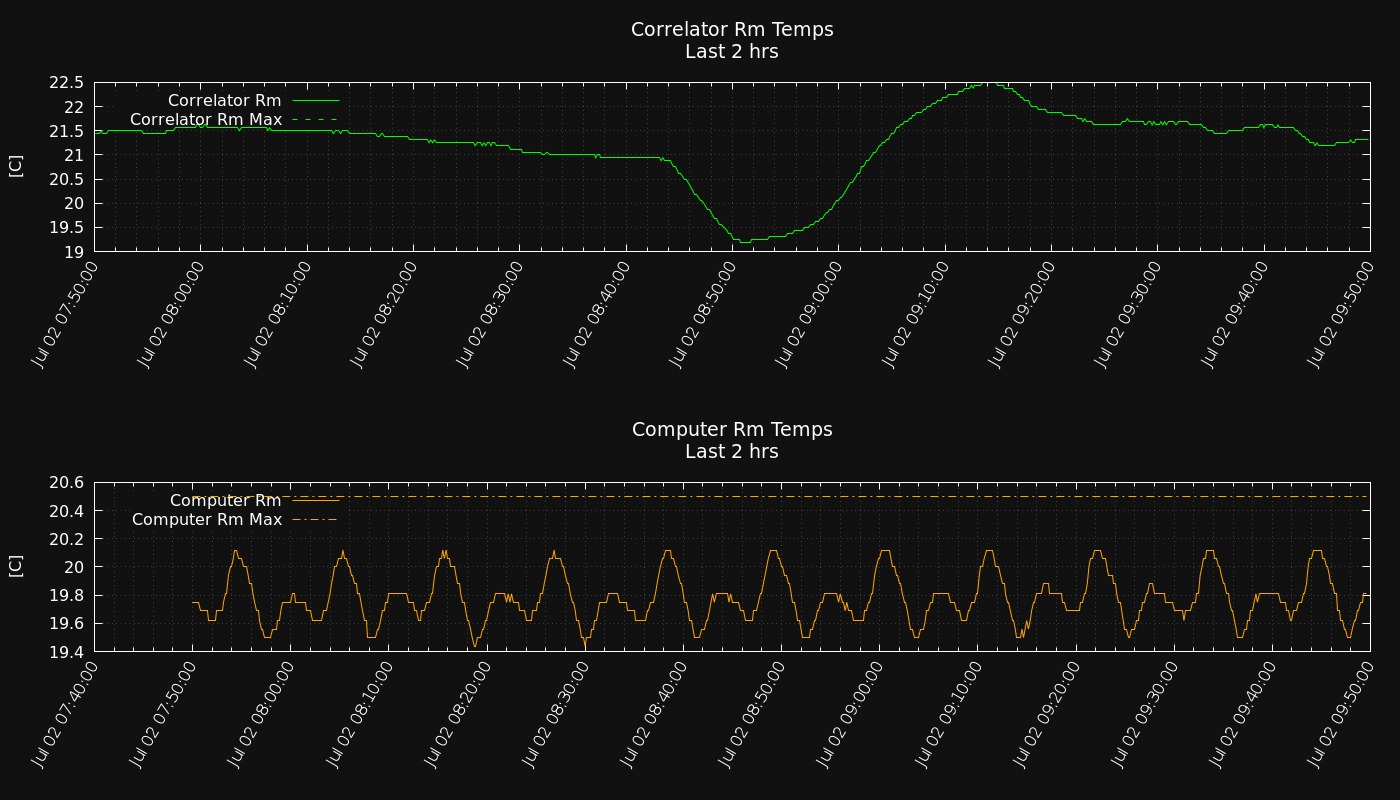 Correlator Rm Temps
Last 2 hrs
22.5
22
21.5
21
20.5
20
19.5
19
[C]
Correlator Rm
Correlator Rm Max
Jul 02 07:50:00
Jul 02 08:00:00
Jul 02 08:10:00
Jul 02 08:20:00
Jul 02 08:30:00
Jul 02 08:40:00
Jul 02 08:50:00
Jul 02 09:00:00
Jul 02 09:10:00
Jul 02 09:20:00
Jul 02 09:30:00
Jul 02 09:40:00
Jul 02 09:50:00
Computer Rm Temps
Last 2 hrs
20.6
20.4
20.2
20
19.8
19.6
19.4
[C]
Computer Rm
Computer Rm Max
Jul 02 07:40:00
Jul 02 07:50:00
Jul 02 08:00:00
Jul 02 08:10:00
Jul 02 08:20:00
Jul 02 08:30:00
Jul 02 08:40:00
Jul 02 08:50:00
Jul 02 09:00:00
Jul 02 09:10:00
Jul 02 09:20:00
Jul 02 09:30:00
Jul 02 09:40:00
Jul 02 09:50:00